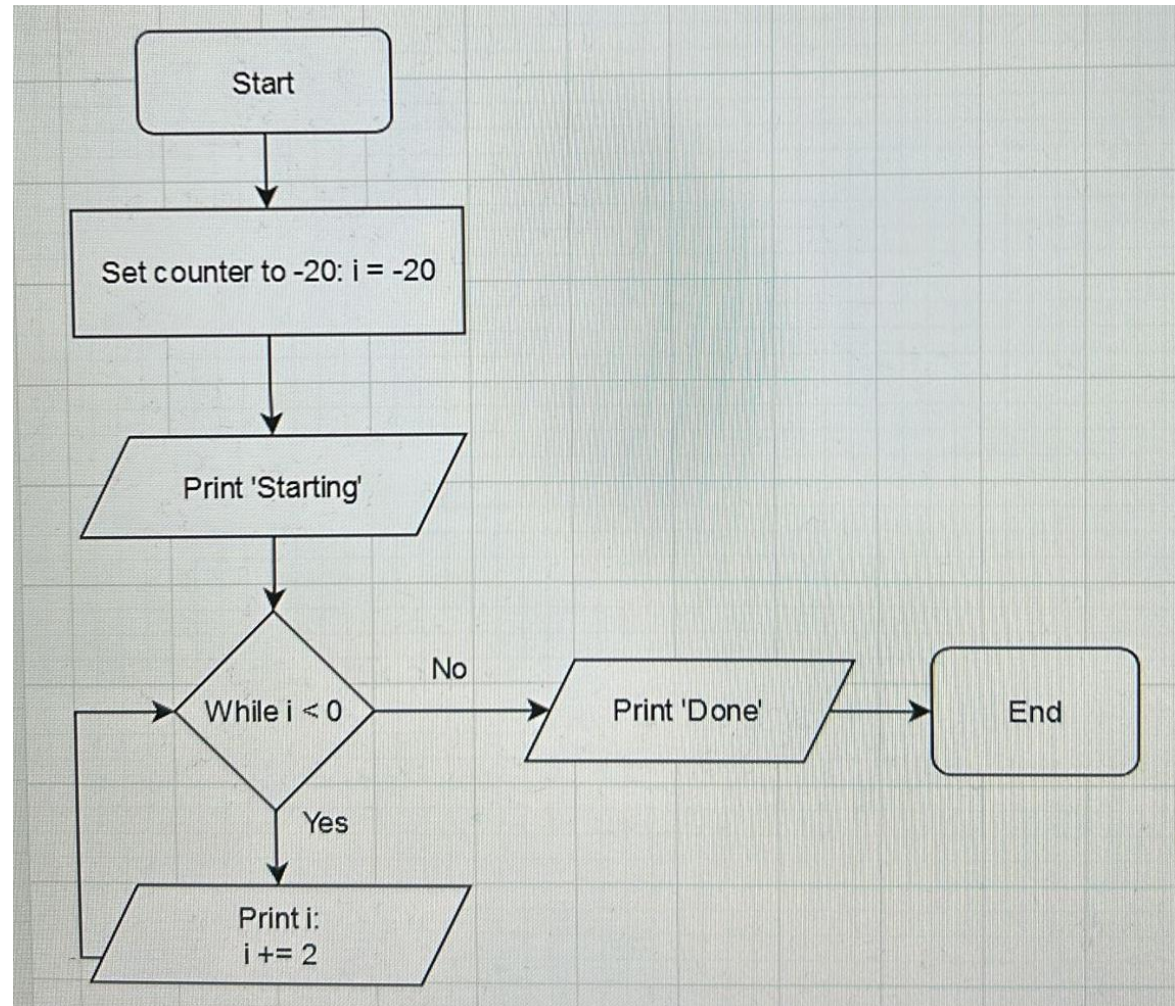 Start
Set counter to -20: i = -20
Print 'Starting'
While i < 0
No
Print 'Done'
End
Yes
Print i:
i += 2